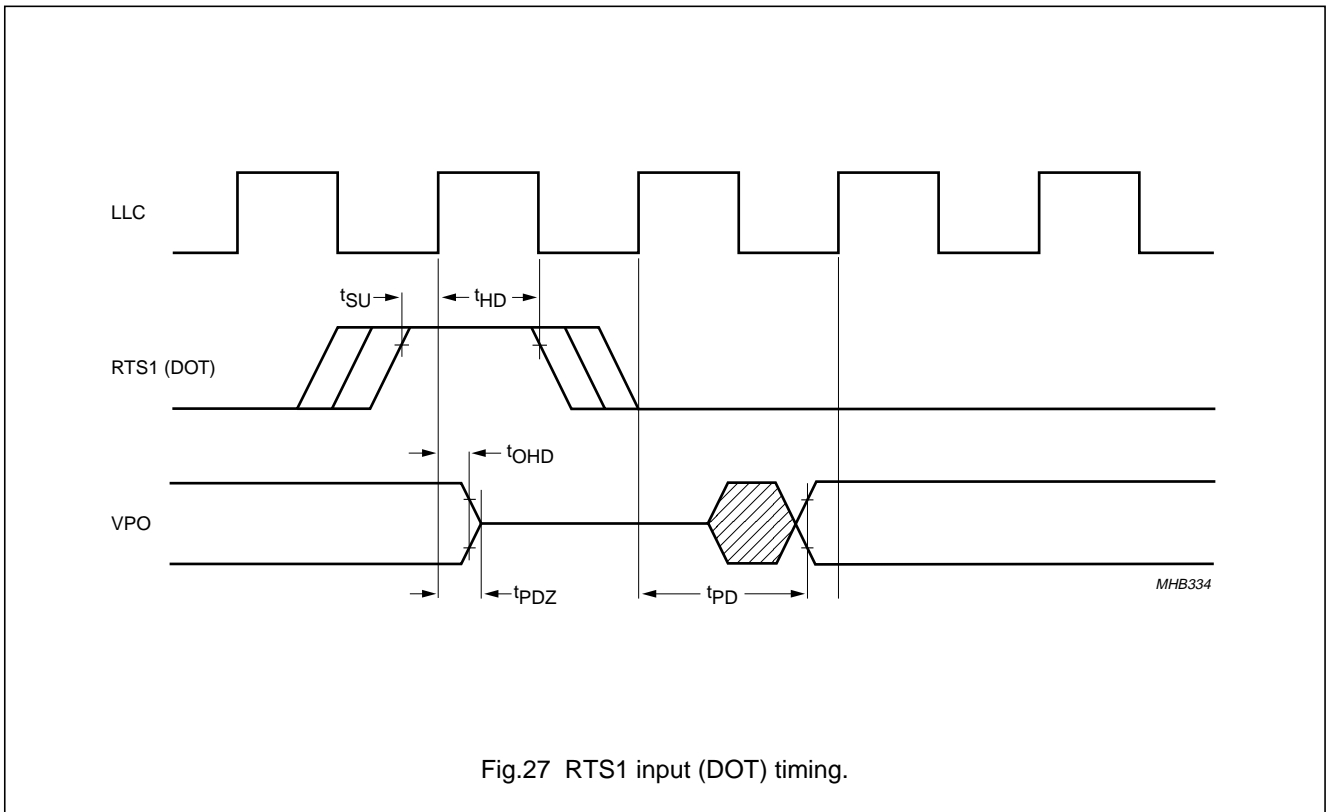 LLC
tSU
tHD
RTS1 (DOT)
tOHD
VPO
tPDZ
tPD
MHB334
Fig.27 RTS1 input (DOT) timing.